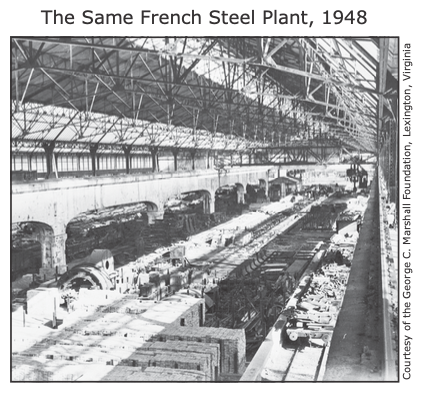 The Same French Steel Plant, 1948
Courtesy of the George C. Marshall Foundation, Lexington, Virginia